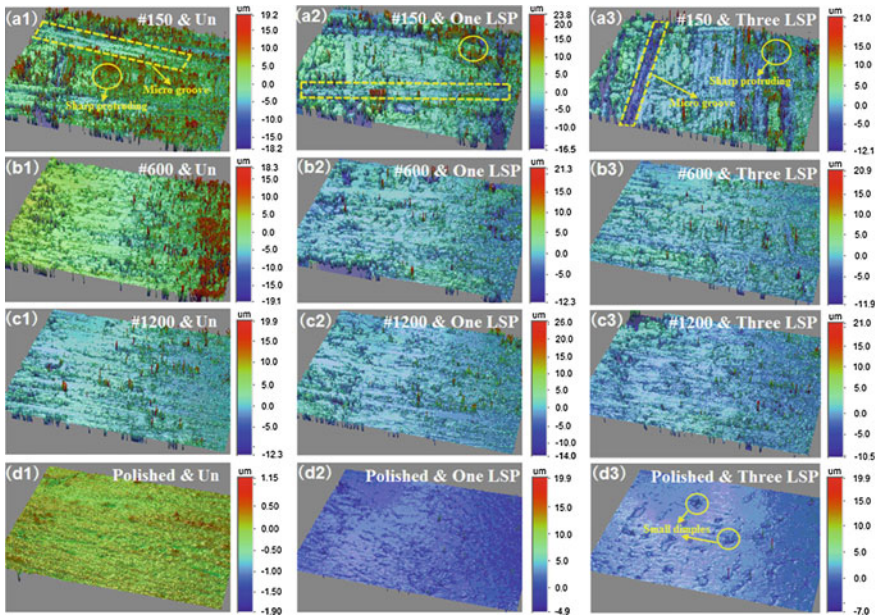 (a1)
#150 & Un
Micro groove
Sharp protruding
um
19.2
15.0
10.0
5.0
0.0
-5.0
-10.0
-15.0
-18.2
(a2)
#150 & One LSP
um
23.8
20.0
15.0
10.0
5.0
0.0
-5.0
-10.0
-16.5
(a3)
#150 & Three LSP
Sharp protruding
Micro groove
um
21.0
15.0
10.0
5.0
0.0
-5.0
-12.1
(b1)
#600 & Un
um
18.3
15.0
10.0
5.0
0.0
-5.0
-10.0
-15.0
-19.1
(b2)
#600 & One LSP
um
21.3
15.0
10.0
5.0
0.0
-5.0
-12.3
(b3)
#600 & Three LSP
um
20.9
15.0
10.0
5.0
0.0
-5.0
-11.9
(c1)
#1200 & Un
um
19.9
15.0
10.0
5.0
0.0
-5.0
-12.3
(c2)
#1200 & One LSP
um
26.0
20.0
15.0
10.0
5.0
0.0
-5.0
-14.0
(c3)
#1200 & Three LSP
um
21.0
15.0
10.0
5.0
0.0
-5.0
-10.5
(d1)
Polished & Un
um
1.15
0.50
0.00
-0.50
-1.00
-1.90
(d2)
Polished & One LSP
um
19.9
15.0
10.0
5.0
0.0
-4.9
(d3)
Polished & Three LSP
Small dimples
um
19.9
15.0
10.0
5.0
0.0
-7.0